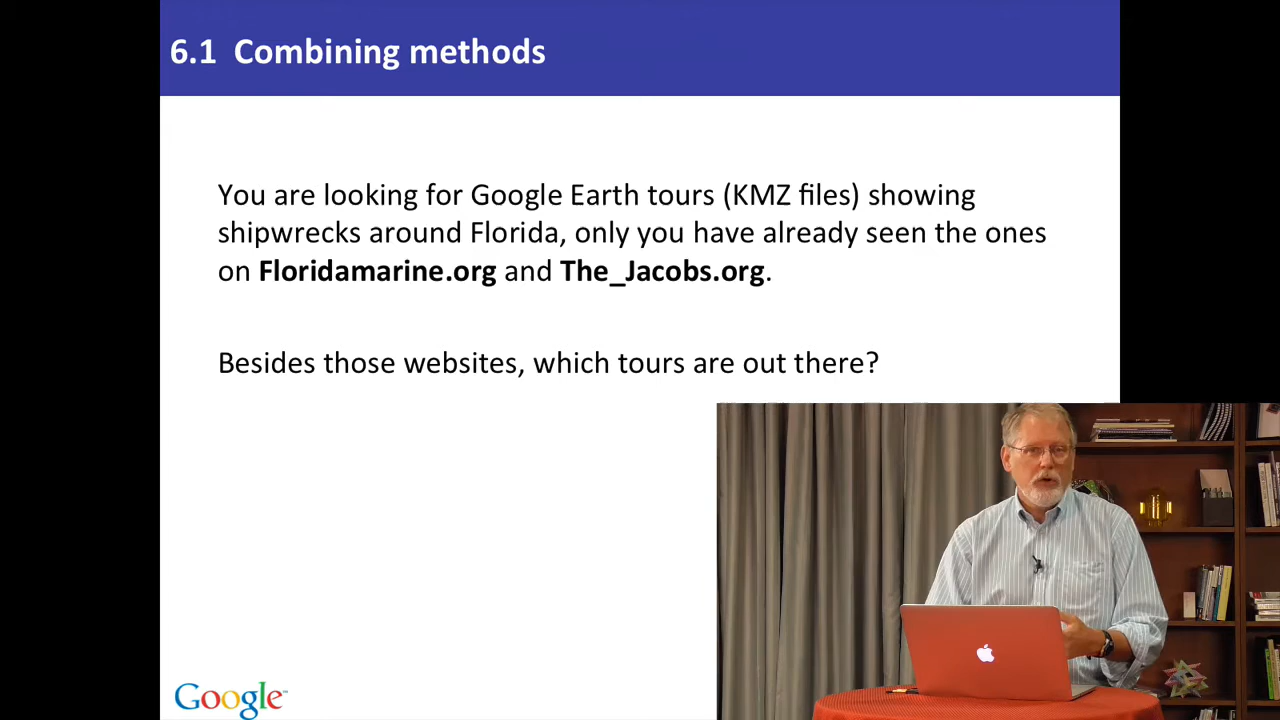 6.1 Combining methods
You are looking for Google Earth tours (KMZ files) showing
shipwrecks around Florida, only you have already seen the ones
on Floridamarine.org and The_Jacobs.org.
Besides those websites, which tours are out there?
Google™